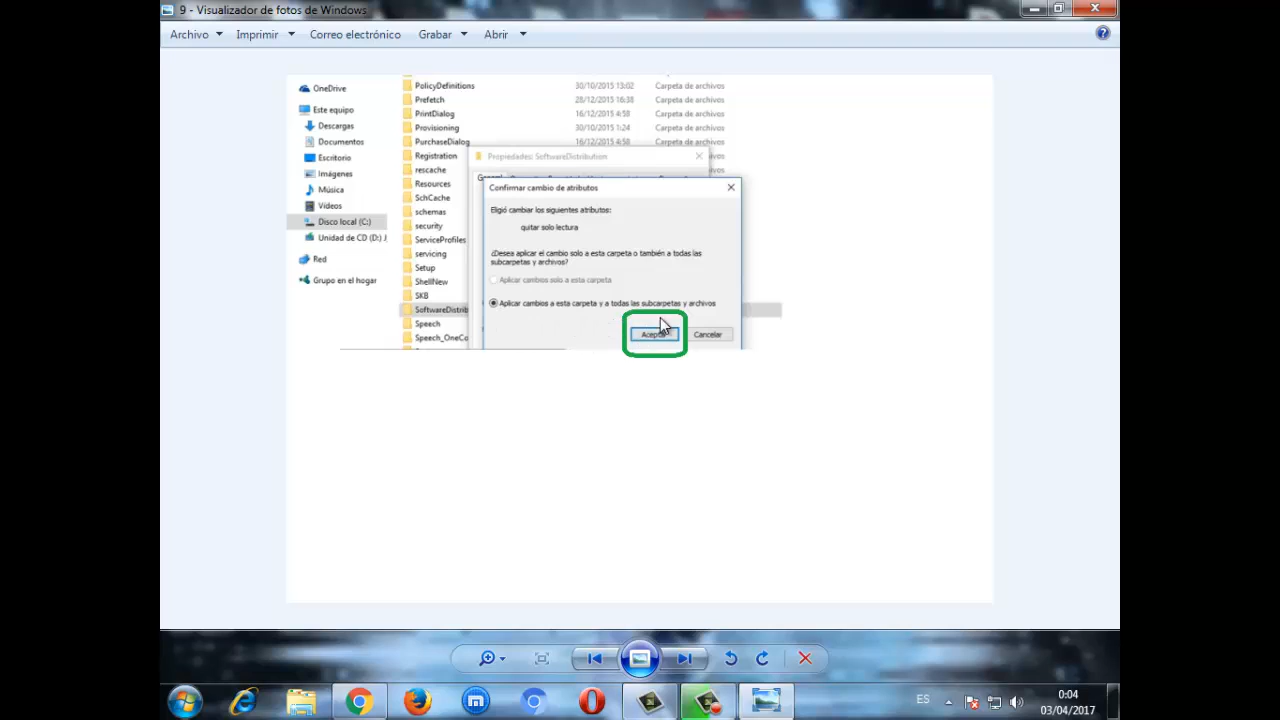 9 - Visualizador de fotos de Windows
Archivo Imprimir Correo electrónico Grabar Abrir
OneDrive
Este equipo
Descargas
Documentos
Escritorio
Imágenes
Música
Vídeos
Disco local (C:)
Unidad de CD (D:) J
Red
Grupo en el hogar
PolicyDefinitions 30/10/2015 13:02 Carpeta de archivos
Prefetch 28/12/2015 16:38 Carpeta de archivos
PrintDialog 16/12/2015 4:58 Carpeta de archivos
Provisioning 30/10/2015 1:24 Carpeta de archivos
PurchaseDialog 16/12/2015 4:58 Carpeta de archivos
Registration
rescache
Resources
SchCache
schemas
security
ServiceProfiles
servicing
Setup
ShellNew
SKB
SoftwareDistrib
Speech
Speech_OneCo
Propiedades: SoftwareDistribution
Confirmar cambio de atributos
Eligió cambiar los siguientes atributos:
quitar solo lectura
¿Desea aplicar el cambio solo a esta carpeta o también a todas las
subcarpetas y archivos?
Aplicar cambios solo a esta carpeta
Aplicar cambios a esta carpeta y a todas las subcarpetas y archivos
Aceptar Cancelar
ES
0:04
03/04/2017